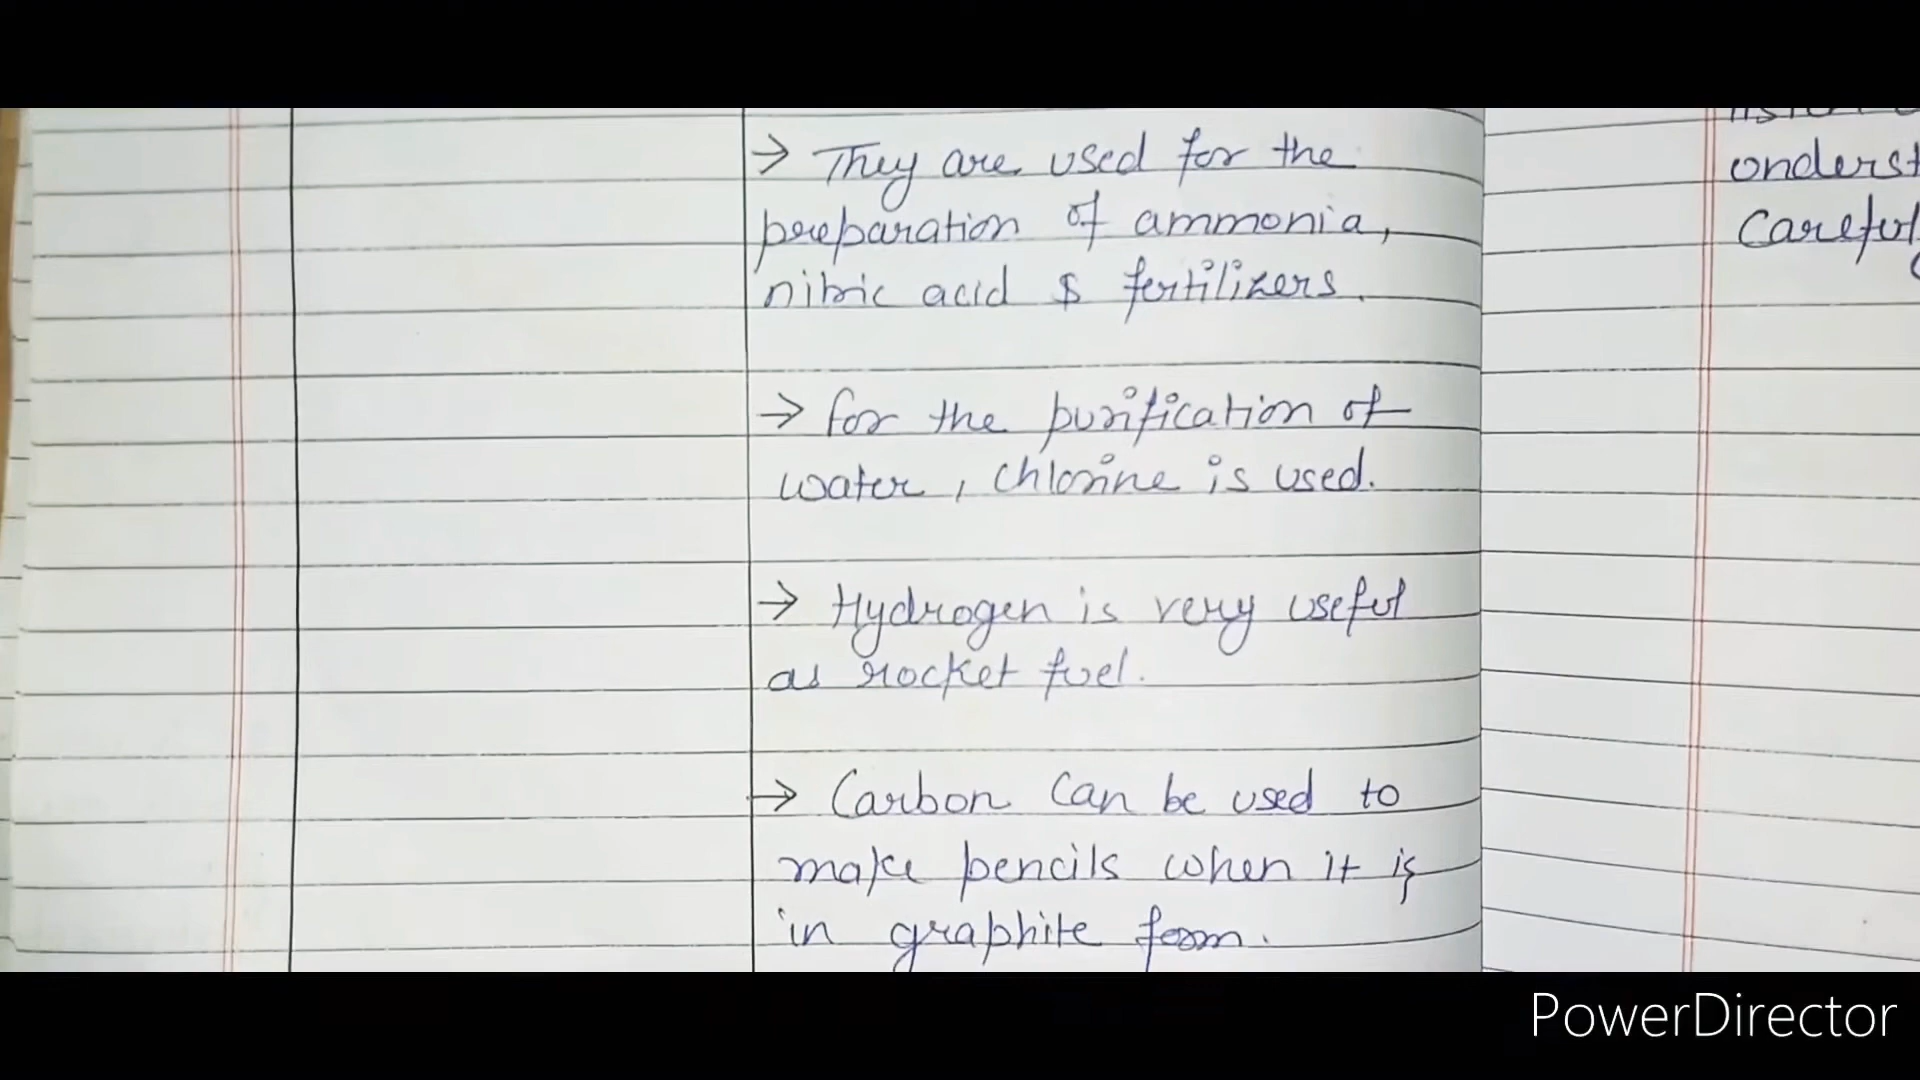 → They are used for the
preparation of ammonia,
nitric acid & fertilizers.
→ for the purification of
water, chlorine is used.
→ Hydrogen is very useful
as rocket fuel.
→ Carbon can be used to
make pencils when it is
in graphite form.
underst
Careful
PowerDirector